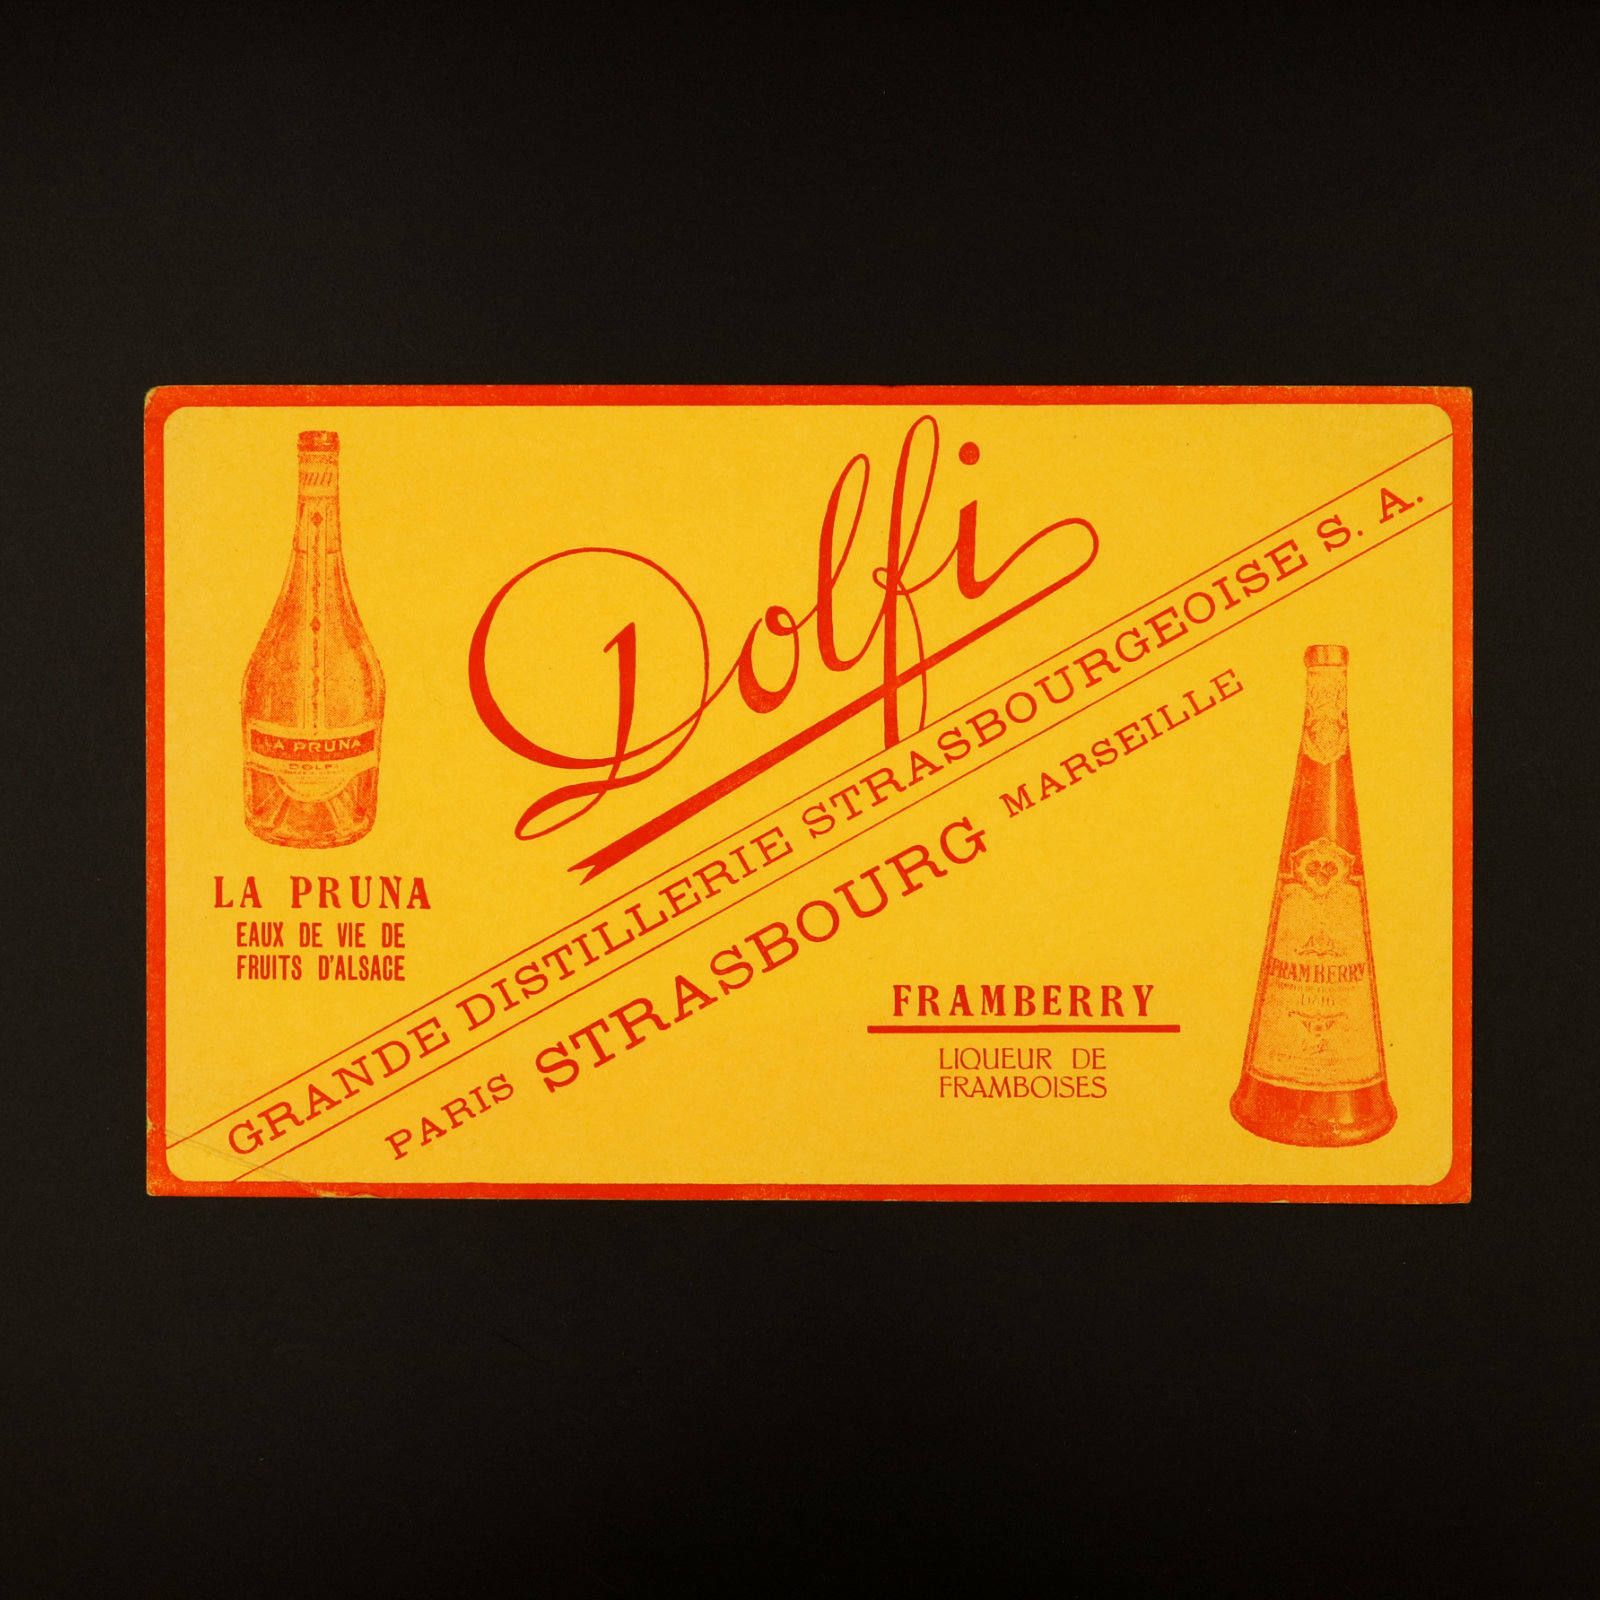 Dolfi
GRANDE DISTILLERIE STRASBOURGEOISE S. A.
PARIS STRASBOURG MARSEILLE
LA PRUNA
DOLFI
LA PRUNA
EAUX DE VIE DE
FRUITS D'ALSACE
FRAMBERRY
LIQUEUR DE
FRAMBOISES
FRAMBERRY